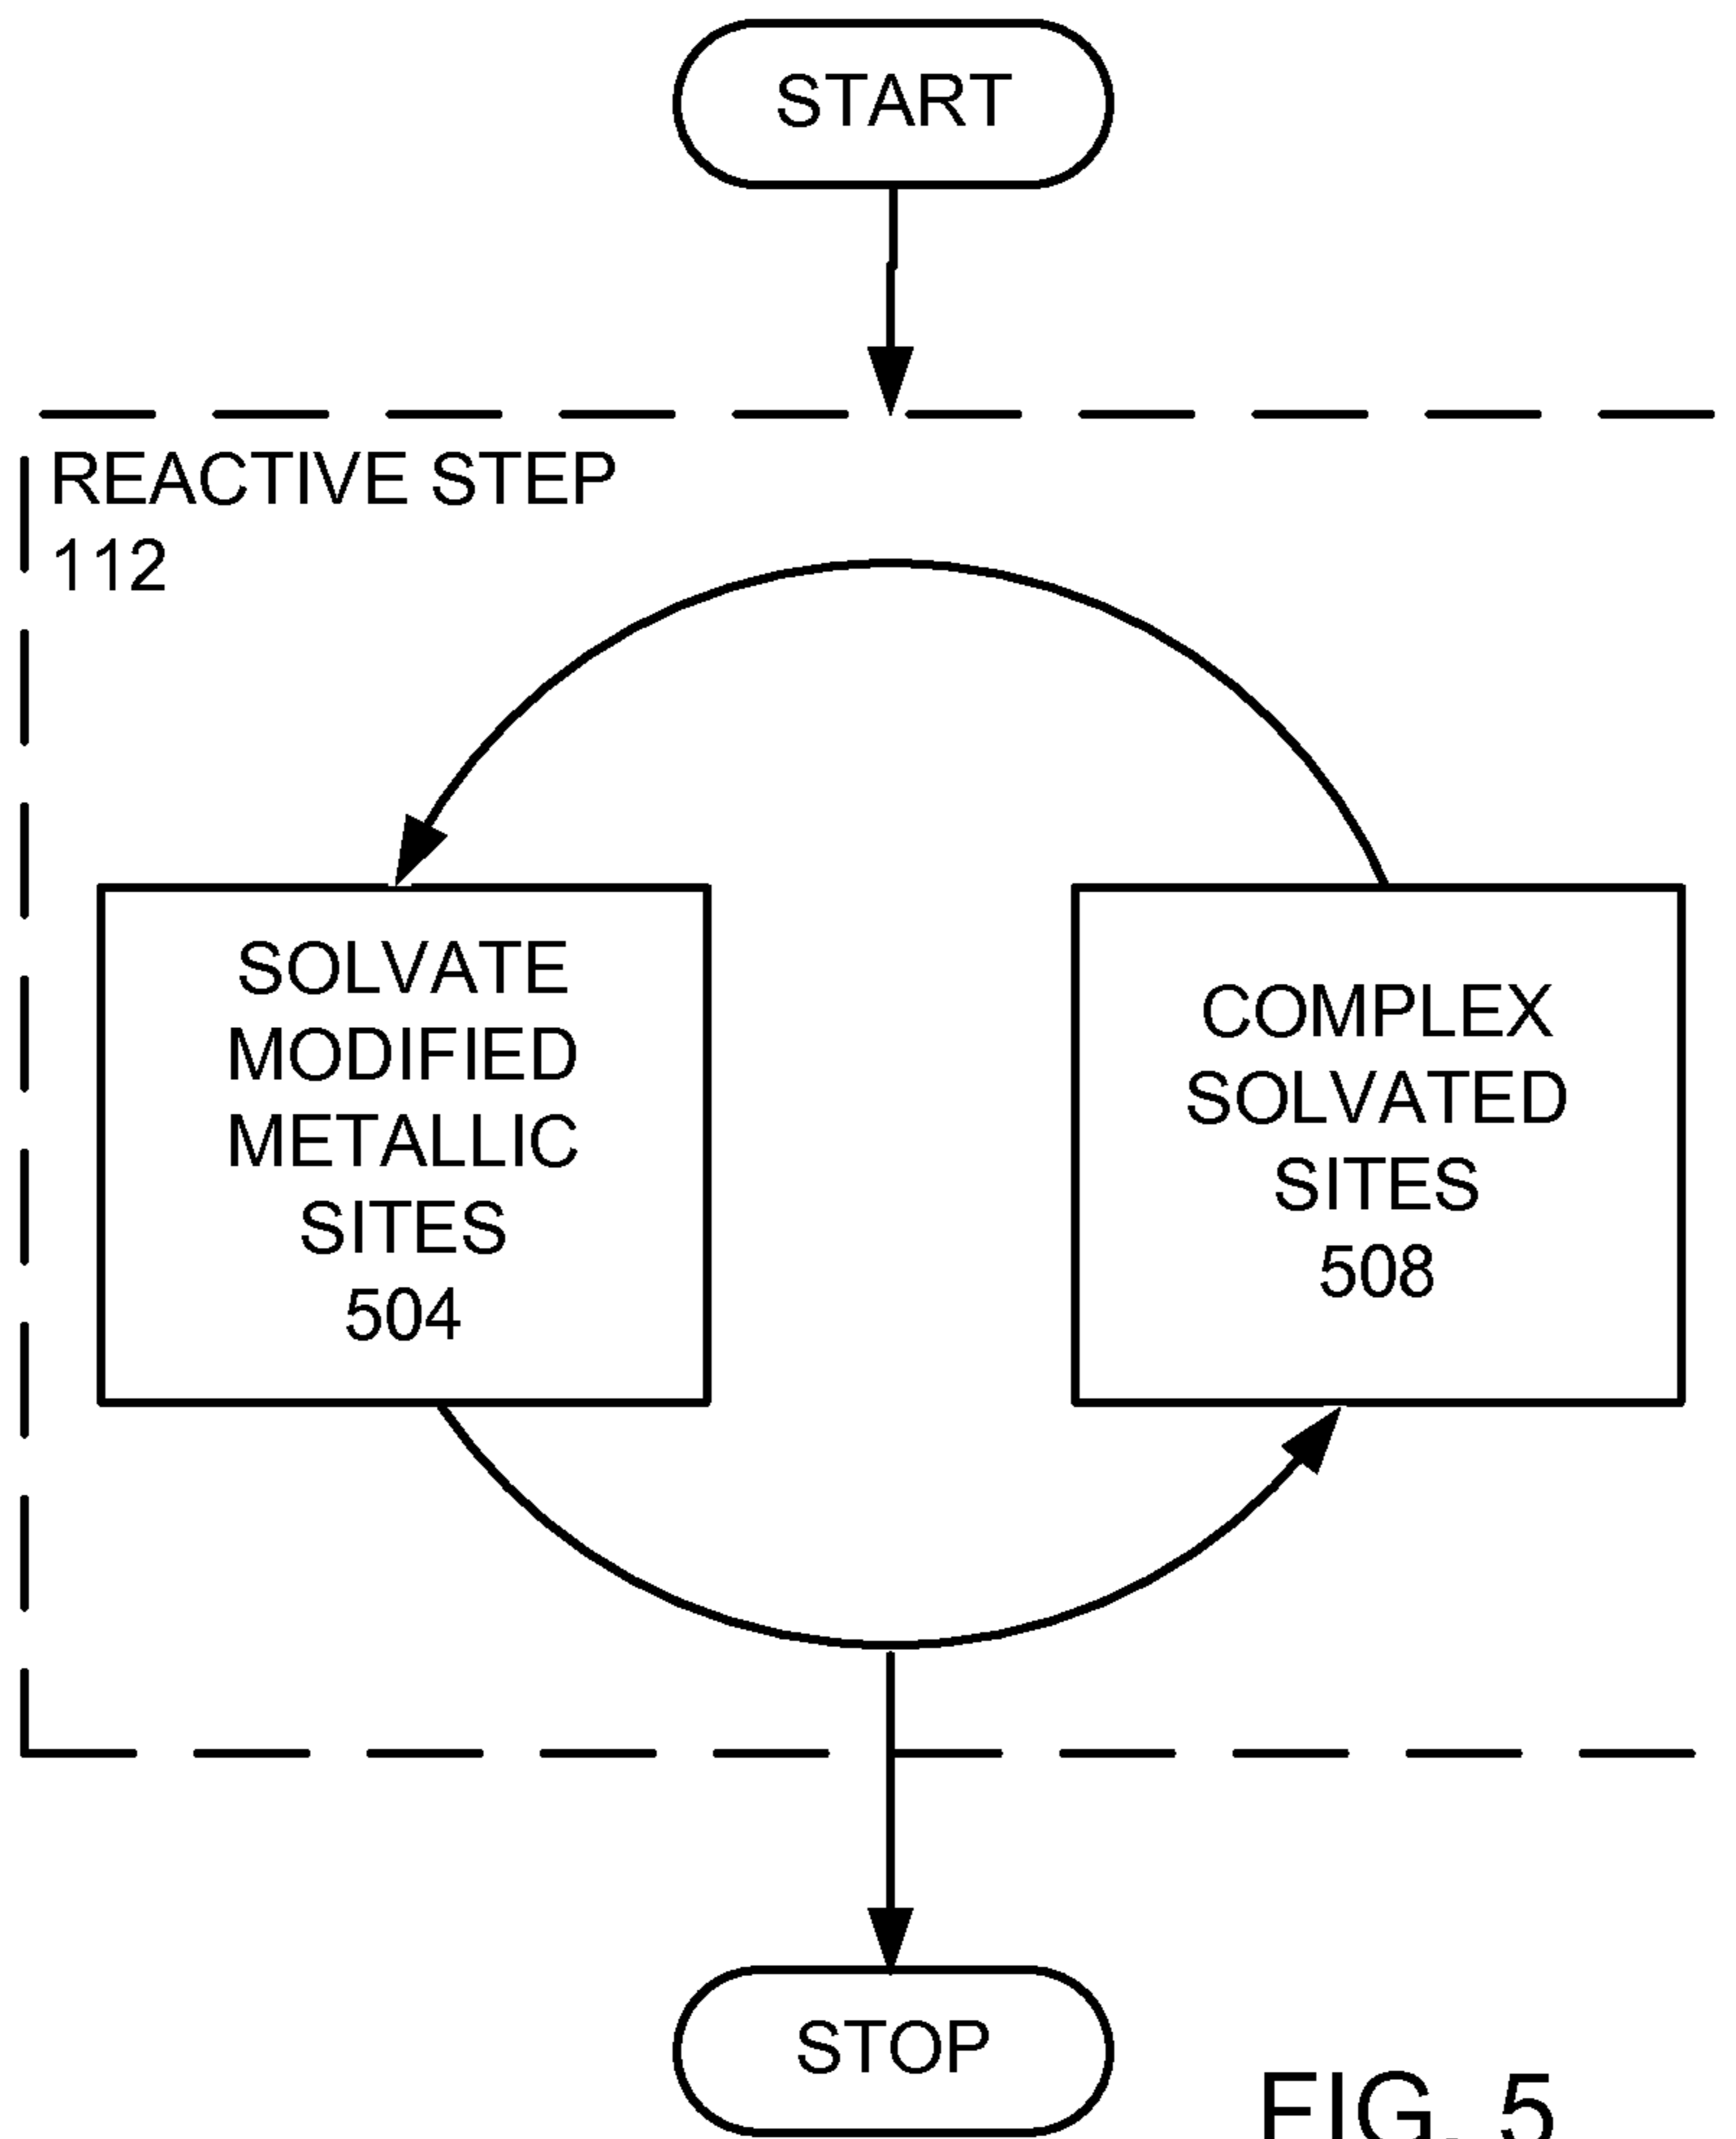 START
REACTIVE STEP
112
SOLVATE
MODIFIED
METALLIC
SITES
504
COMPLEX
SOLVATED
SITES
508
STOP
FIG. 5